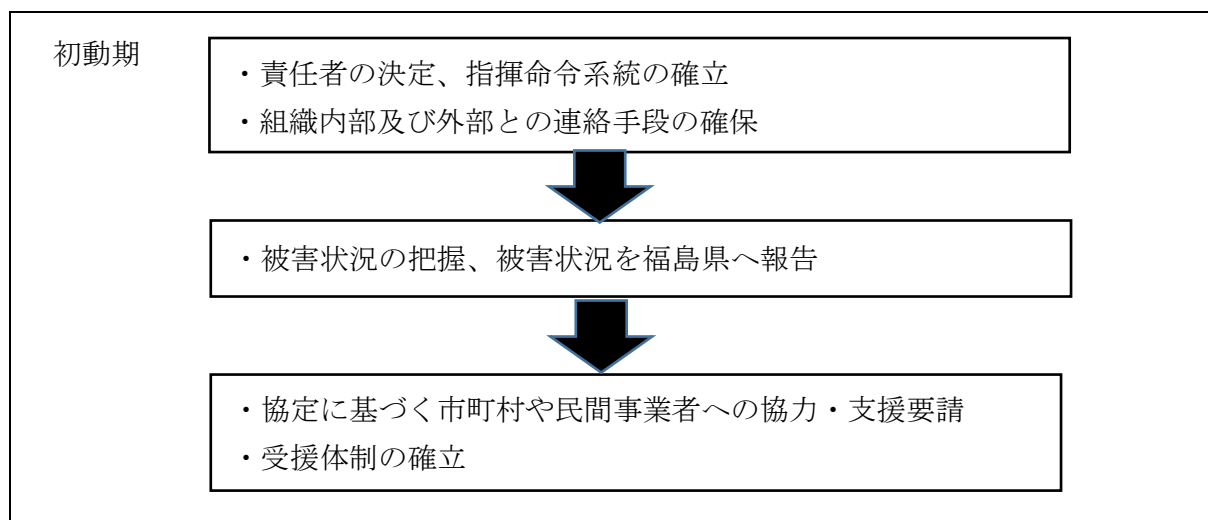 初動期
・責任者の決定、指揮命令系統の確立
・組織内部及び外部との連絡手段の確保
・被害状況の把握、被害状況を福島県へ報告
・協定に基づく市町村や民間事業者への協力・支援要請
・受援体制の確立